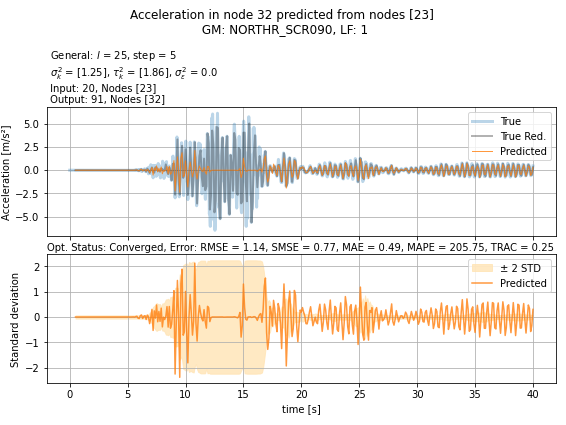 Acceleration in node 32 predicted from nodes [23]
GM: NORTHR_SCR090, LF: 1
General: l = 25, step = 5
σ²ₖ = [1.25], τ²ₖ = [1.86], σ²ε = 0.0
Input: 20, Nodes [23]
Output: 91, Nodes [32]
Acceleration [m/s²]
5.0
2.5
0.0
−2.5
−5.0
True
True Red.
Predicted
Opt. Status: Converged, Error: RMSE = 1.14, SMSE = 0.77, MAE = 0.49, MAPE = 205.75, TRAC = 0.25
Standard deviation
2
1
0
−1
−2
± 2 STD
Predicted
0 5 10 15 20 25 30 35 40
time [s]